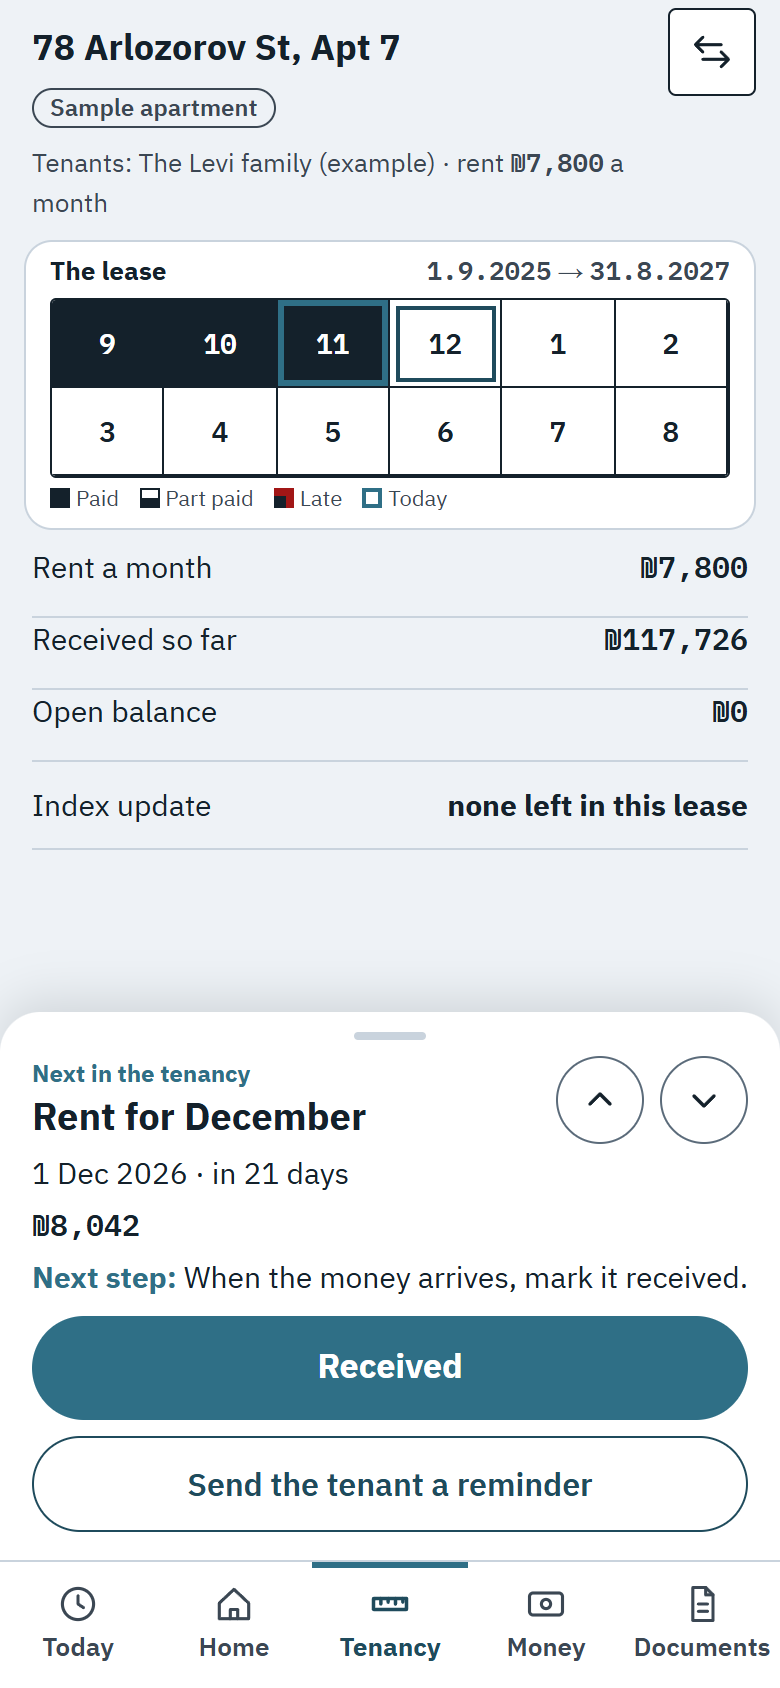 78 Arlozorov St, Apt 7
Sample apartment
Tenants: The Levi family (example) · rent ₪7,800 a
month
The lease 1.9.2025 → 31.8.2027
9 10 11 12 1 2
3 4 5 6 7 8
Paid Part paid Late Today
Rent a month ₪7,800
Received so far ₪117,726
Open balance ₪0
Index update none left in this lease
Next in the tenancy
Rent for December
1 Dec 2026 · in 21 days
₪8,042
Next step: When the money arrives, mark it received.
Received
Send the tenant a reminder
Today Home Tenancy Money Documents